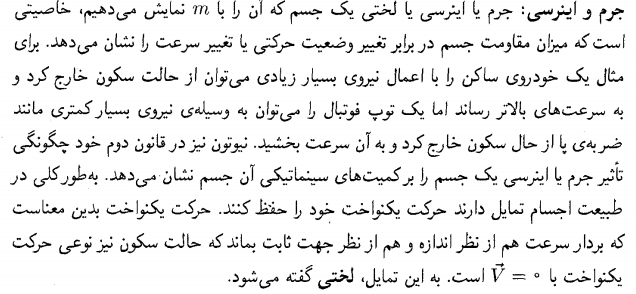 جرم و اینرسی: جرم یا اینرسی یا لختی یک جسم که آن را با m نمایش می‌دهیم، خاصیتی
است که میزان مقاومت جسم در برابر تغییر وضعیت حرکتی یا تغییر سرعت را نشان می‌دهد. برای
مثال یک خودروی ساکن را با اعمال نیروی بسیار زیادی می‌توان از حالت سکون خارج کرد و
به سرعت‌های بالاتر رساند اما یک توپ فوتبال را می‌توان به وسیله‌ی نیروی بسیار کمتری مانند
ضربه‌ی پا از حال سکون خارج کرد و به آن سرعت بخشید. نیوتون نیز در قانون دوم خود چگونگی
تأثیر جرم یا اینرسی یک جسم را بر کمیت‌های سینماتیکی آن جسم نشان می‌دهد. به‌طور کلی در
طبیعت اجسام تمایل دارند حرکت یکنواخت خود را حفظ کنند. حرکت یکنواخت بدین معناست
که بردار سرعت هم از نظر اندازه و هم از نظر جهت ثابت بماند که حالت سکون نیز نوعی حرکت
یکنواخت با V⃗ = ۰ است. به این تمایل، لختی گفته می‌شود.